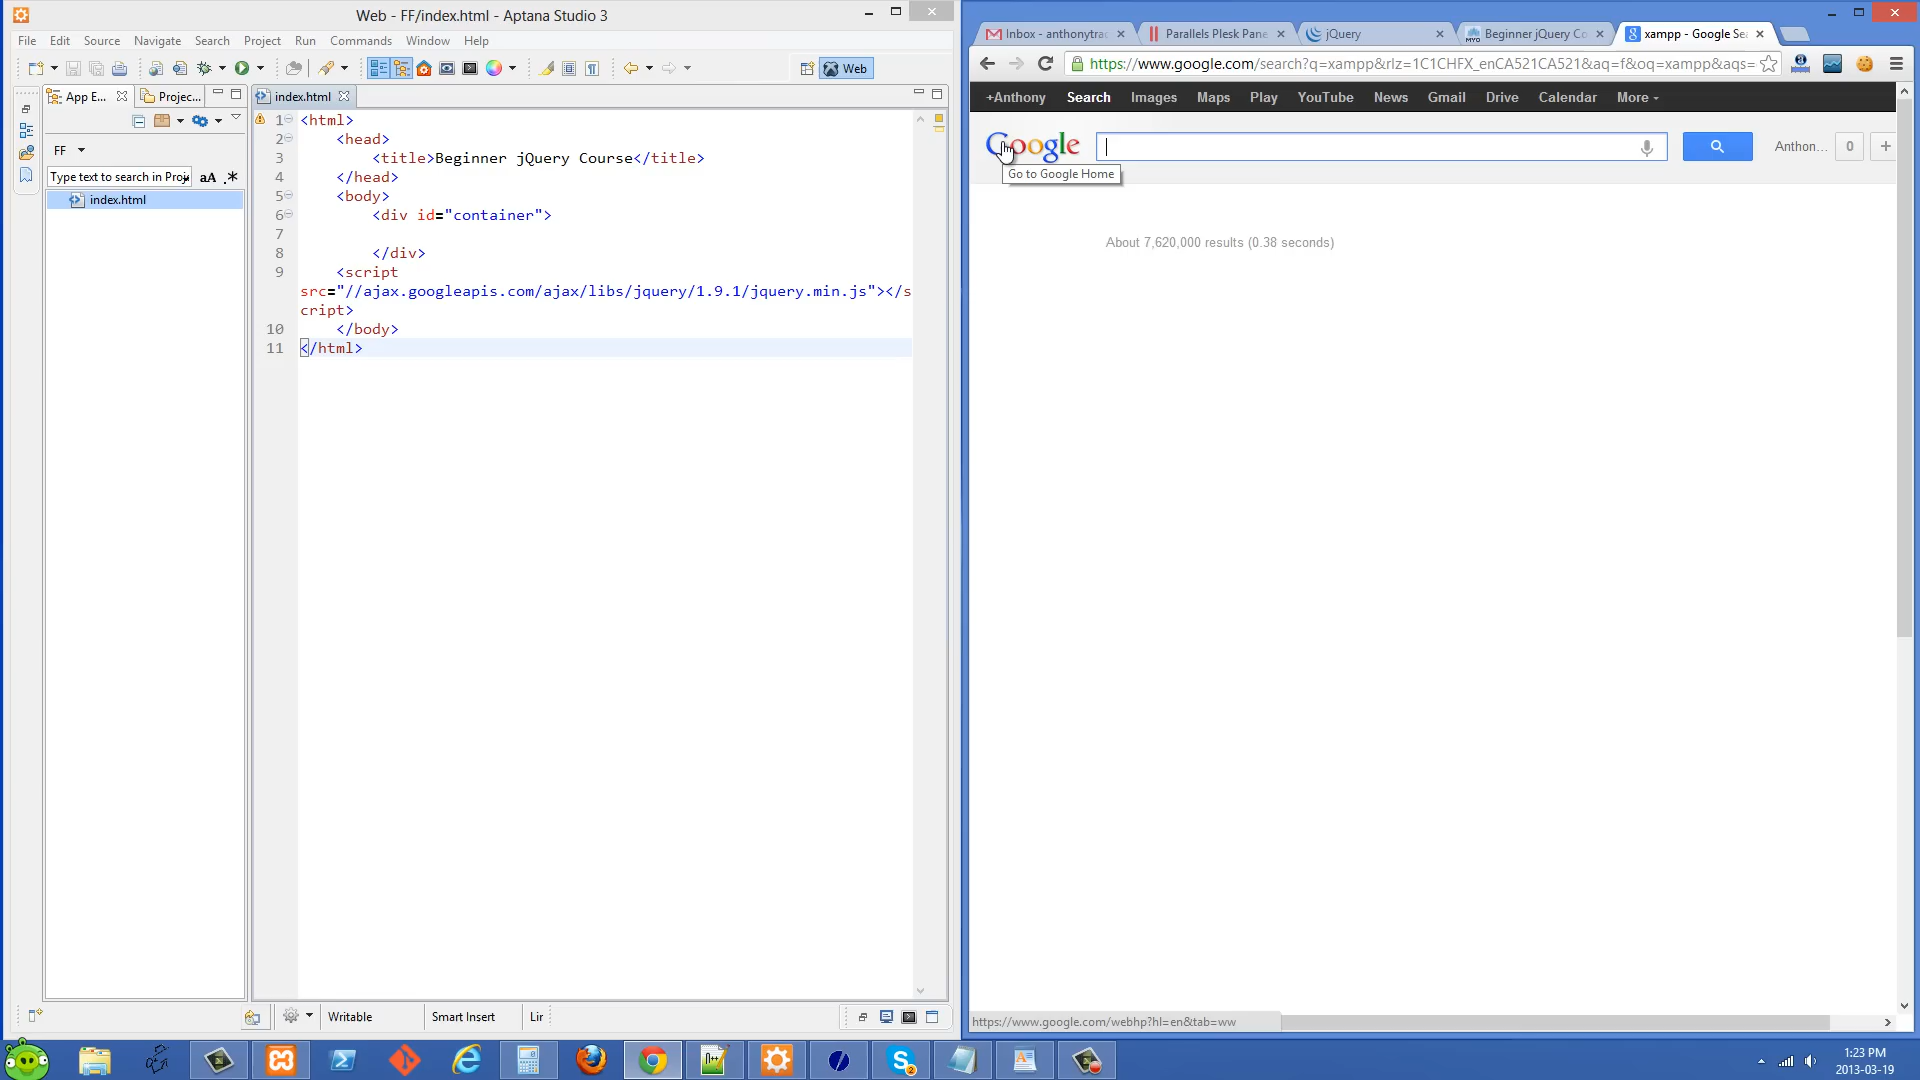 Web - FF/index.html - Aptana Studio 3
File Edit Source Navigate Search Project Run Commands Window Help
Web
App E... Projec...
index.html
FF
Type text to search in Proj
aA .*
index.html
1 <html>
2 <head>
3 <title>Beginner jQuery Course</title>
4 </head>
5 <body>
6 <div id="container">
7
8 </div>
9 <script
src="//ajax.googleapis.com/ajax/libs/jquery/1.9.1/jquery.min.js"></s
cript>
10 </body>
11 </html>
Writable Smart Insert Lir
Inbox - anthonytra Parallels Plesk Pane jQuery Beginner jQuery Co xampp - Google Sea
https://www.google.com/search?q=xampp&rlz=1C1CHFX_enCA521CA521&aq=f&oq=xampp&aqs=
+Anthony Search Images Maps Play YouTube News Gmail Drive Calendar More
Google
Anthon... 0 +
Go to Google Home
About 7,620,000 results (0.38 seconds)
https://www.google.com/webhp?hl=en&tab=ww
1:23 PM
2013-03-19